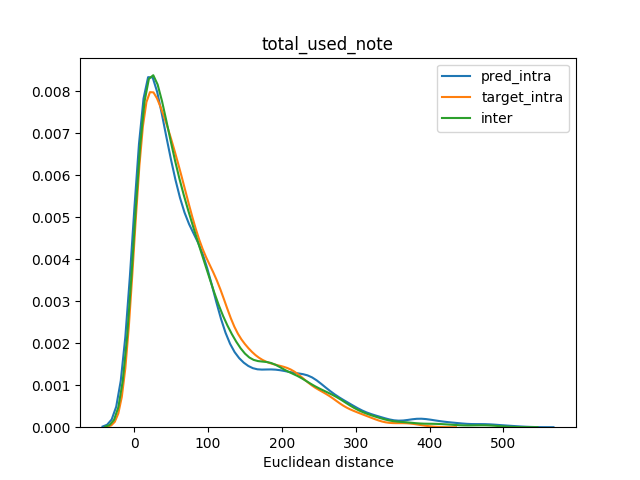 total_used_note
pred_intra
target_intra
inter
0.008
0.007
0.006
0.005
0.004
0.003
0.002
0.001
0.000
0 100 200 300 400 500
Euclidean distance